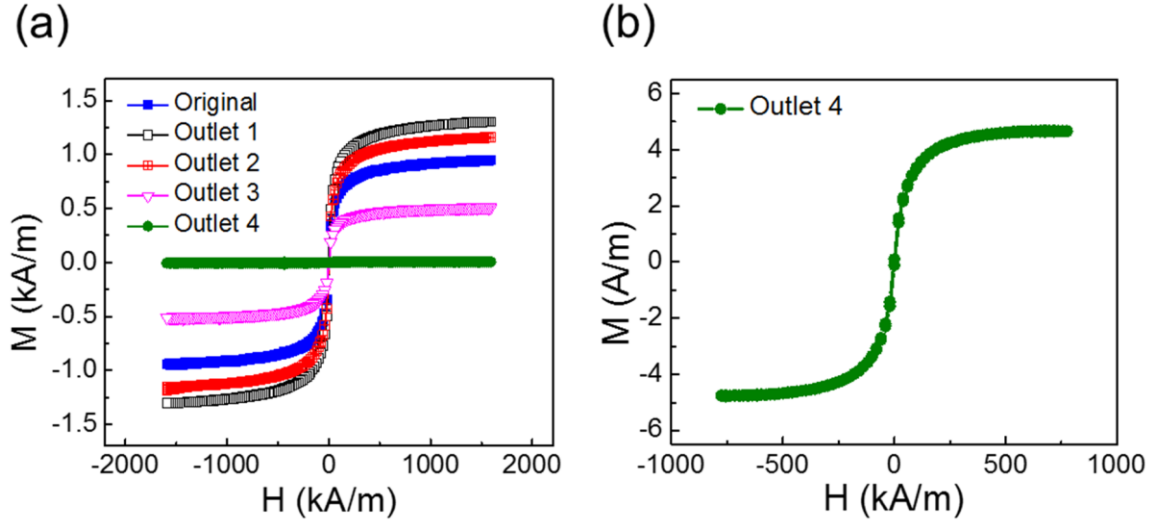 (a)
Original
Outlet 1
Outlet 2
Outlet 3
Outlet 4
1.5
1.0
0.5
0.0
-0.5
-1.0
-1.5
M (kA/m)
-2000 -1000 0 1000 2000
H (kA/m)
(b)
Outlet 4
6
4
2
0
-2
-4
-6
M (A/m)
-1000 -500 0 500 1000
H (kA/m)